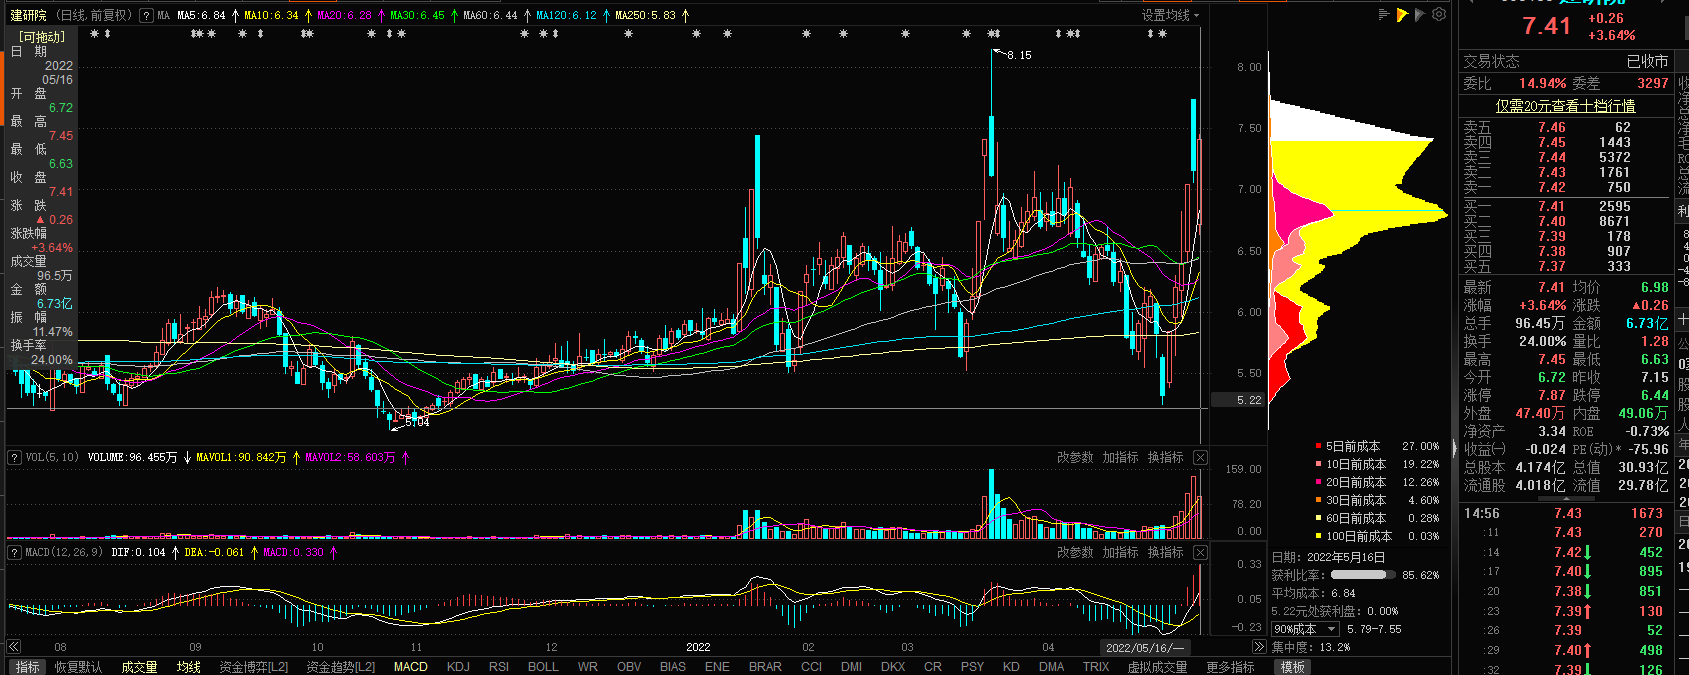 建研院 (日线,前复权) ? MA MA5:6.84 ↑ MA10:6.34 ↑ MA20:6.28 ↑ MA30:6.45 ↑ MA60:6.44 ↑ MA120:6.12 ↑ MA250:5.83 ↑
设置均线
[可拖动]
日 期
2022
05/16
开 盘
6.72
最 高
7.45
最 低
6.63
收 盘
7.41
涨 跌
▲ 0.26
涨跌幅
+3.64%
成交量
96.5万
金 额
6.73亿
振 幅
11.47%
换手率
24.00%
8.15
5.04
8.00
7.50
7.00
6.50
6.00
5.50
5.22
? VOL(5,10) VOLUME:96.455万 ↓ MAVOL1:90.842万 ↑ MAVOL2:58.603万 ↑
改参数 加指标 换指标
159.00
78.20
0.00
? MACD(12,26,9) DIF:0.104 ↑ DEA:-0.061 ↑ MACD:0.330 ↑
改参数 加指标 换指标
0.33
0.05
-0.23
08 09 10 11 12 2022 02 03 04 2022/05/16/一
指标 恢复默认 成交量 均线 资金博弈[L2] 资金趋势[L2] MACD KDJ RSI BOLL WR OBV BIAS ENE BRAR CCI DMI DKX CR PSY KD DMA TRIX 虚拟成交量 更多指标 模板
5日前成本 27.00%
10日前成本 19.22%
20日前成本 12.26%
30日前成本 4.60%
60日前成本 0.28%
100日前成本 0.03%
日期: 2022年5月16日
获利比率: 85.62%
平均成本: 6.84
5.22元处获利盘: 0.00%
90%成本 5.79-7.55
集中度: 13.2%
建研院
7.41 +0.26
+3.64%
交易状态 已收市
委比 14.94% 委差 3297
仅需20元查看十档行情
卖五 7.46 62
卖四 7.45 1443
卖三 7.44 5372
卖二 7.43 1761
卖一 7.42 750
买一 7.41 2595
买二 7.40 8671
买三 7.39 178
买四 7.38 907
买五 7.37 333
最新 7.41 均价 6.98
涨幅 +3.64% 涨跌 ▲0.26
总手 96.45万 金额 6.73亿
换手 24.00% 量比 1.28
最高 7.45 最低 6.63
今开 6.72 昨收 7.15
涨停 7.87 跌停 6.44
外盘 47.40万 内盘 49.06万
净资产 3.34 ROE -0.73%
收益(一) -0.024 PE(动)* -75.96
总股本 4.174亿 总值 30.93亿
流通股 4.018亿 流值 29.78亿
14:56 7.43 1673
:11 7.43 270
:14 7.42↓ 452
:17 7.40↓ 895
:20 7.38↓ 851
:23 7.39↑ 130
:26 7.39 52
:29 7.40↑ 498
:32 7.39↓ 126